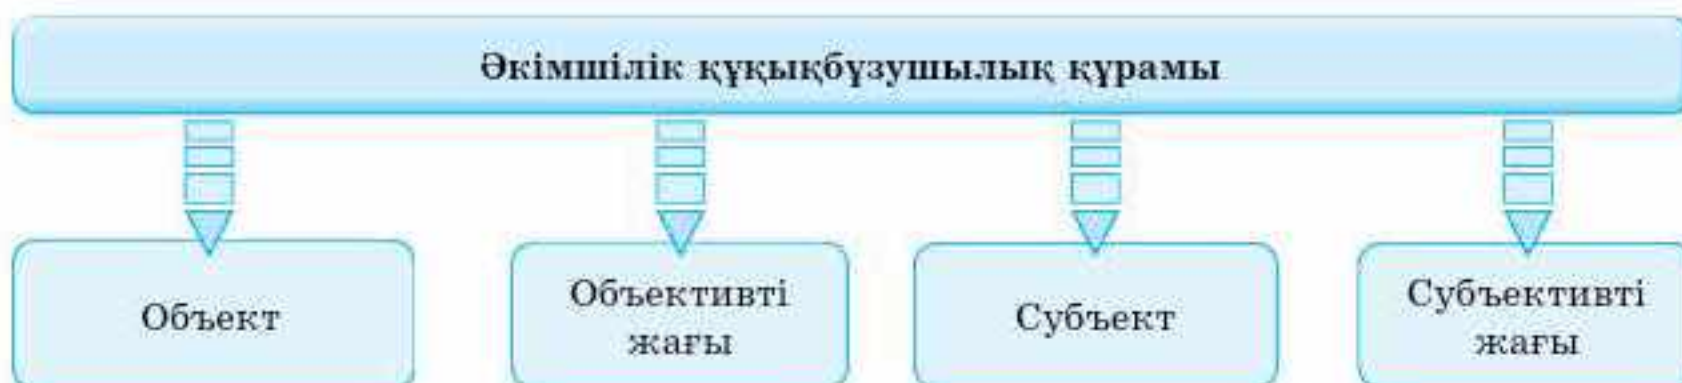 Әкімшілік құқықбұзушылық құрамы
Объект
Объективті
жағы
Субъект
Субъективті
жағы